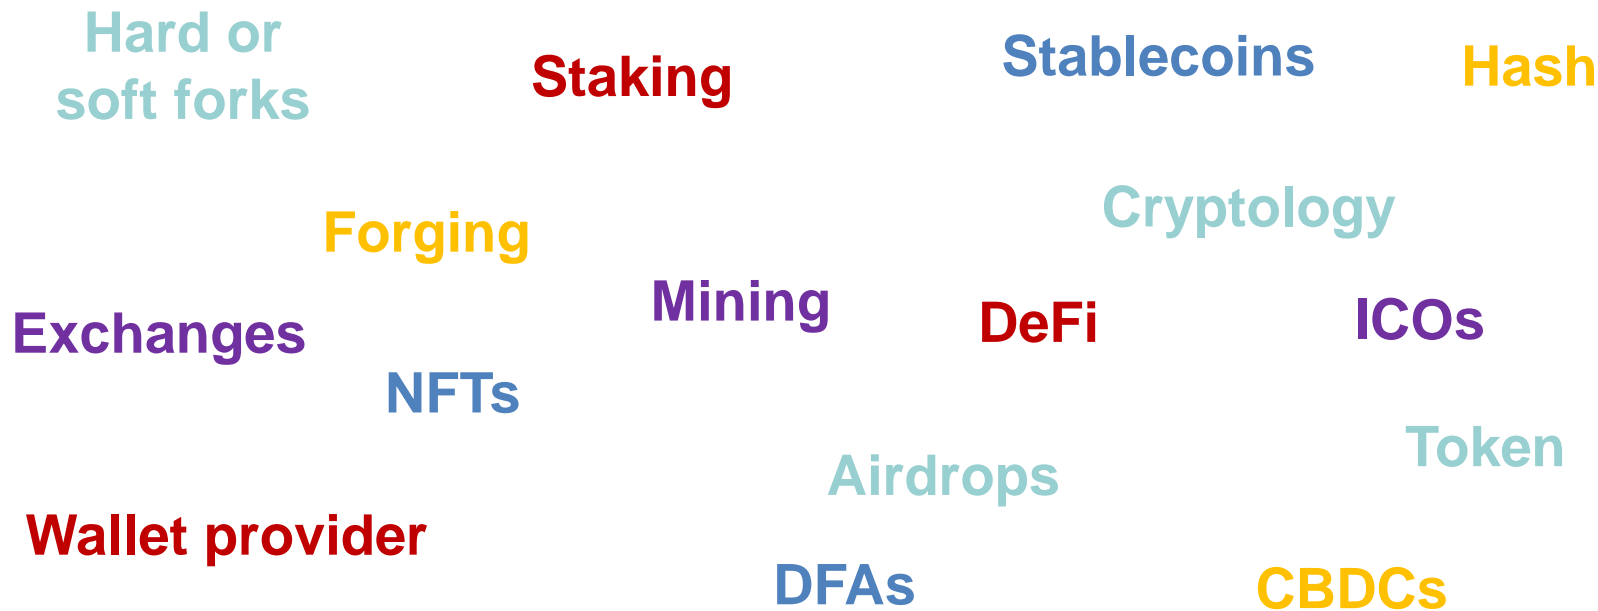 Hard or
soft forks
Staking
Stablecoins
Hash
Forging
Cryptology
Exchanges
Mining
DeFi
ICOs
NFTs
Airdrops
Token
Wallet provider
DFAs
CBDCs